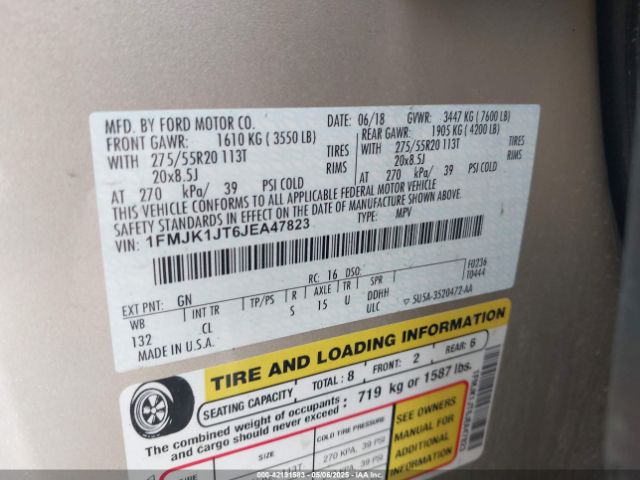 MFD. BY FORD MOTOR CO.
DATE: 06/18 GVWR: 3447 KG ( 7600 LB)
FRONT GAWR: 1610 KG ( 3550 LB)
REAR GAWR: 1905 KG ( 4200 LB)
WITH 275/55R20 113T TIRES
WITH 275/55R20 113T TIRES
20x8.5J RIMS
20x8.5J RIMS
AT 270 kPa/ 39 PSI COLD
AT 270 kPa/ 39 PSI COLD
THIS VEHICLE CONFORMS TO ALL APPLICABLE FEDERAL MOTOR VEHICLE
SAFETY STANDARDS IN EFFECT ON THE DATE OF MANUFACTURE SHOWN ABOVE.
VIN: 1FMJK1JT6JEA47823
TYPE: MPV
F0236
10444
EXT PNT: GN RC: 16 DSO:
WB INT TR TP/PS R AXLE TR SPR
132 CL S 15 U DDHH
ULC
MADE IN U.S.A.
5U5A-3520472-AA
TIRE AND LOADING INFORMATION
SEATING CAPACITY TOTAL: 8 FRONT: 2 REAR: 6
The combined weight of occupants
and cargo should never exceed: 719 kg or 1587 lbs.
SIZE COLD TIRE PRESSURE
270 KPA, 39 PSI
SEE OWNERS
MANUAL FOR
ADDITIONAL
INFORMATION
©-42191583 - 05/06/2025 - IAA Inc.